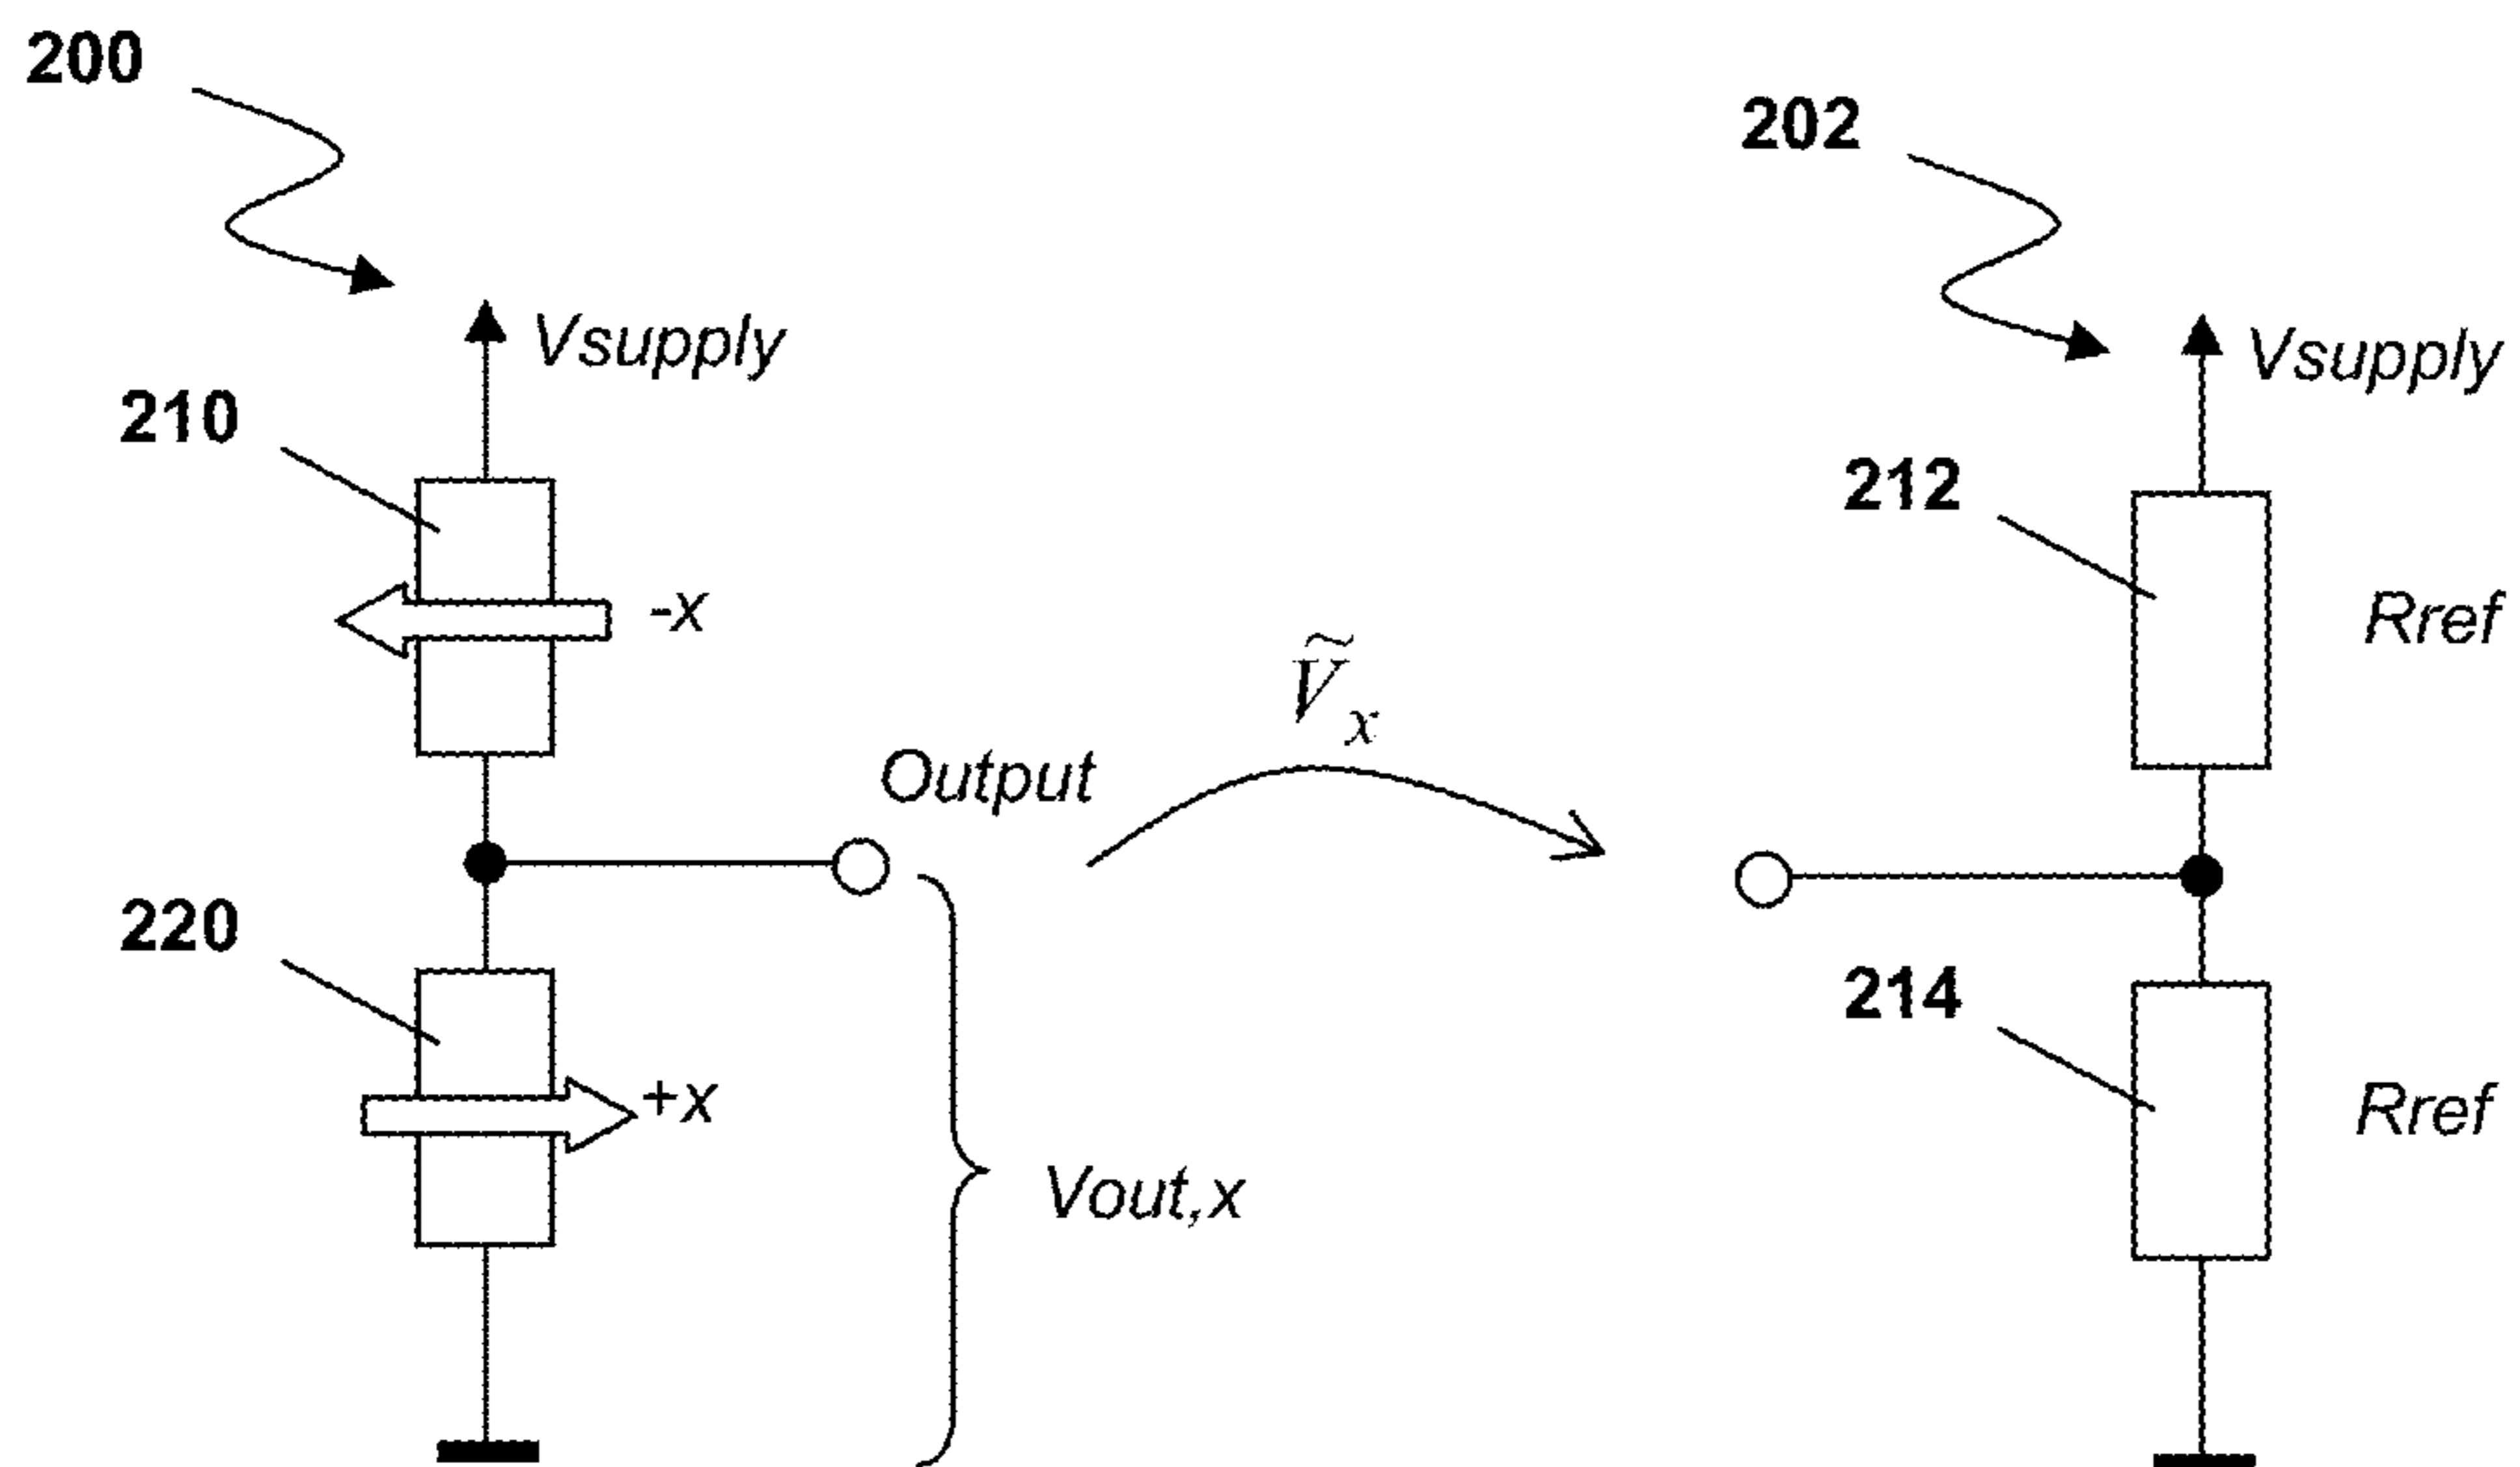 200
202
Vsupply
Vsupply
210
212
-x
Rref
Ṽx
Output
220
214
+x
Rref
Vout,x